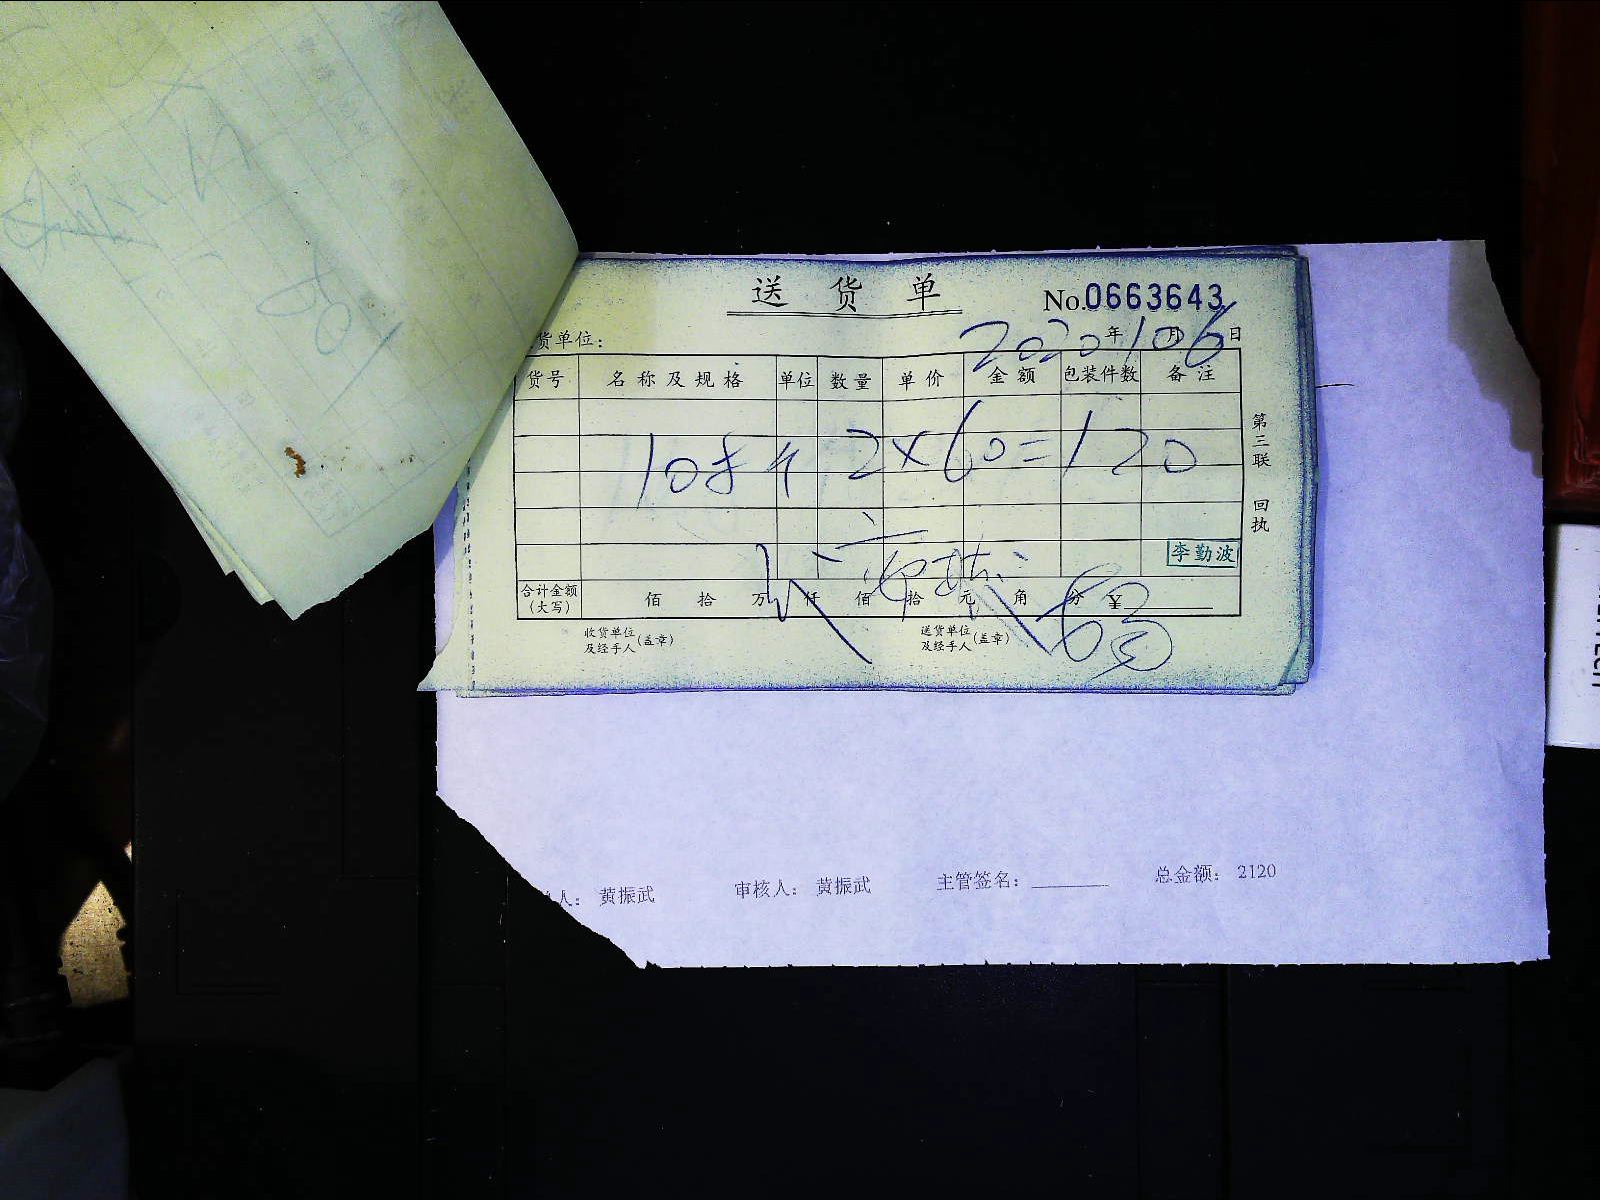 送货单
No.0663643
货单位：
2020年10月6日
货号 名称及规格 单位 数量 单价 金额 包装件数 备注
2×60=120
第三联 回执
李勤波
合计金额(大写) 佰 拾 万 仟 佰 拾 元 角 分 ¥
收货单位及经手人(盖章) 送货单位及经手人(盖章)
人： 黄振武 审核人： 黄振武 主管签名： 总金额： 2120